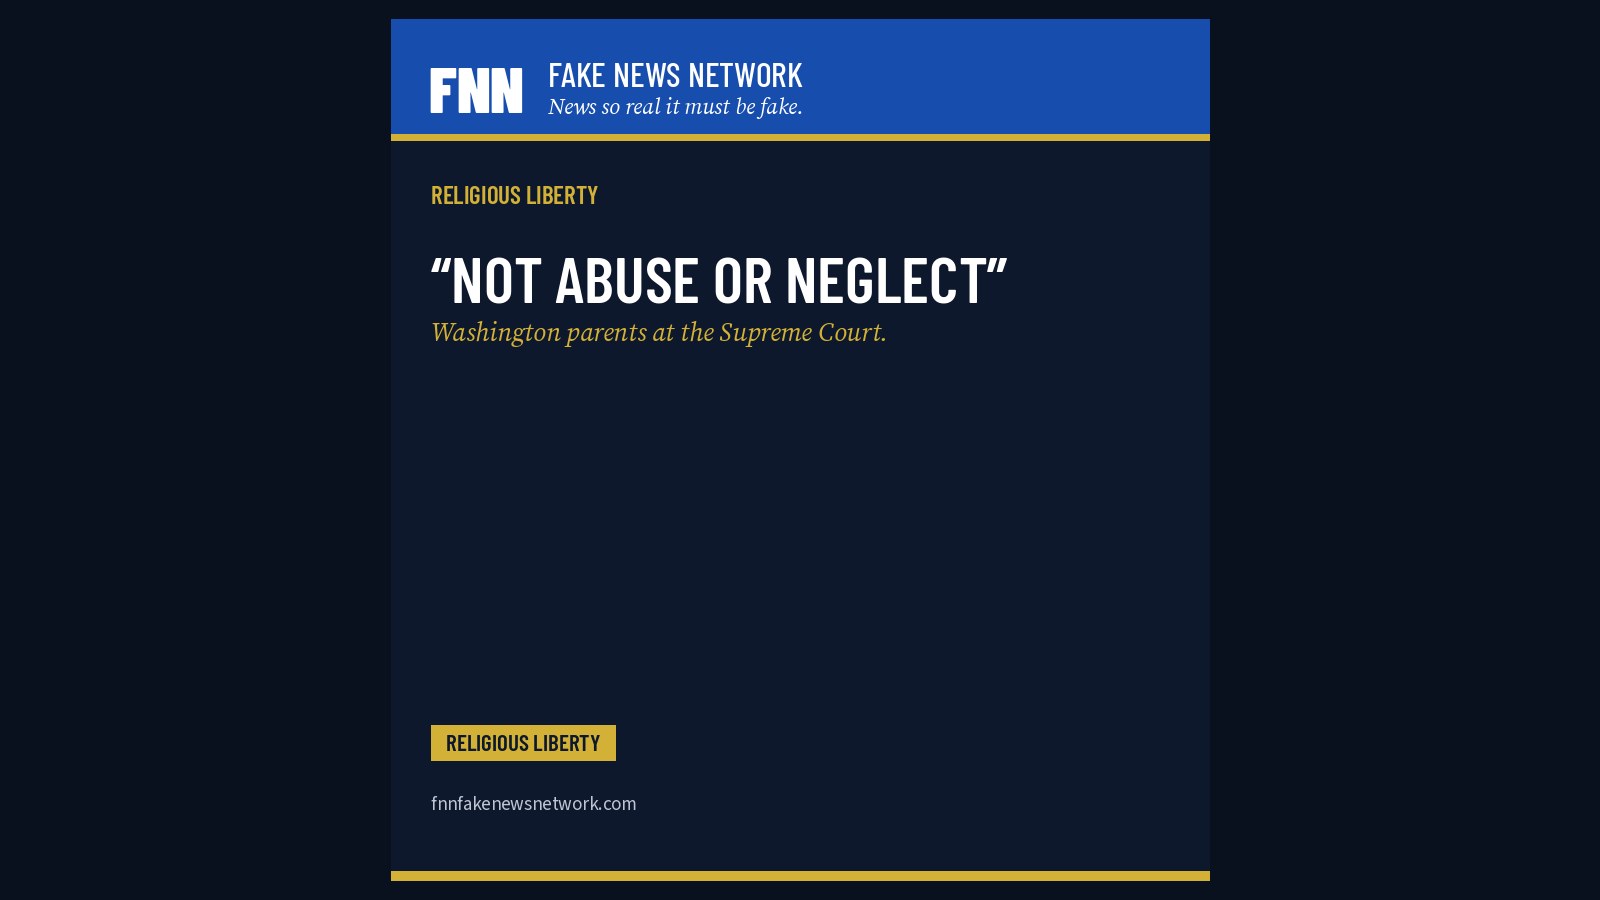 FNN
FAKE NEWS NETWORK
News so real it must be fake.
RELIGIOUS LIBERTY
“NOT ABUSE OR NEGLECT”
Washington parents at the Supreme Court.
RELIGIOUS LIBERTY
fnnfakenewsnetwork.com